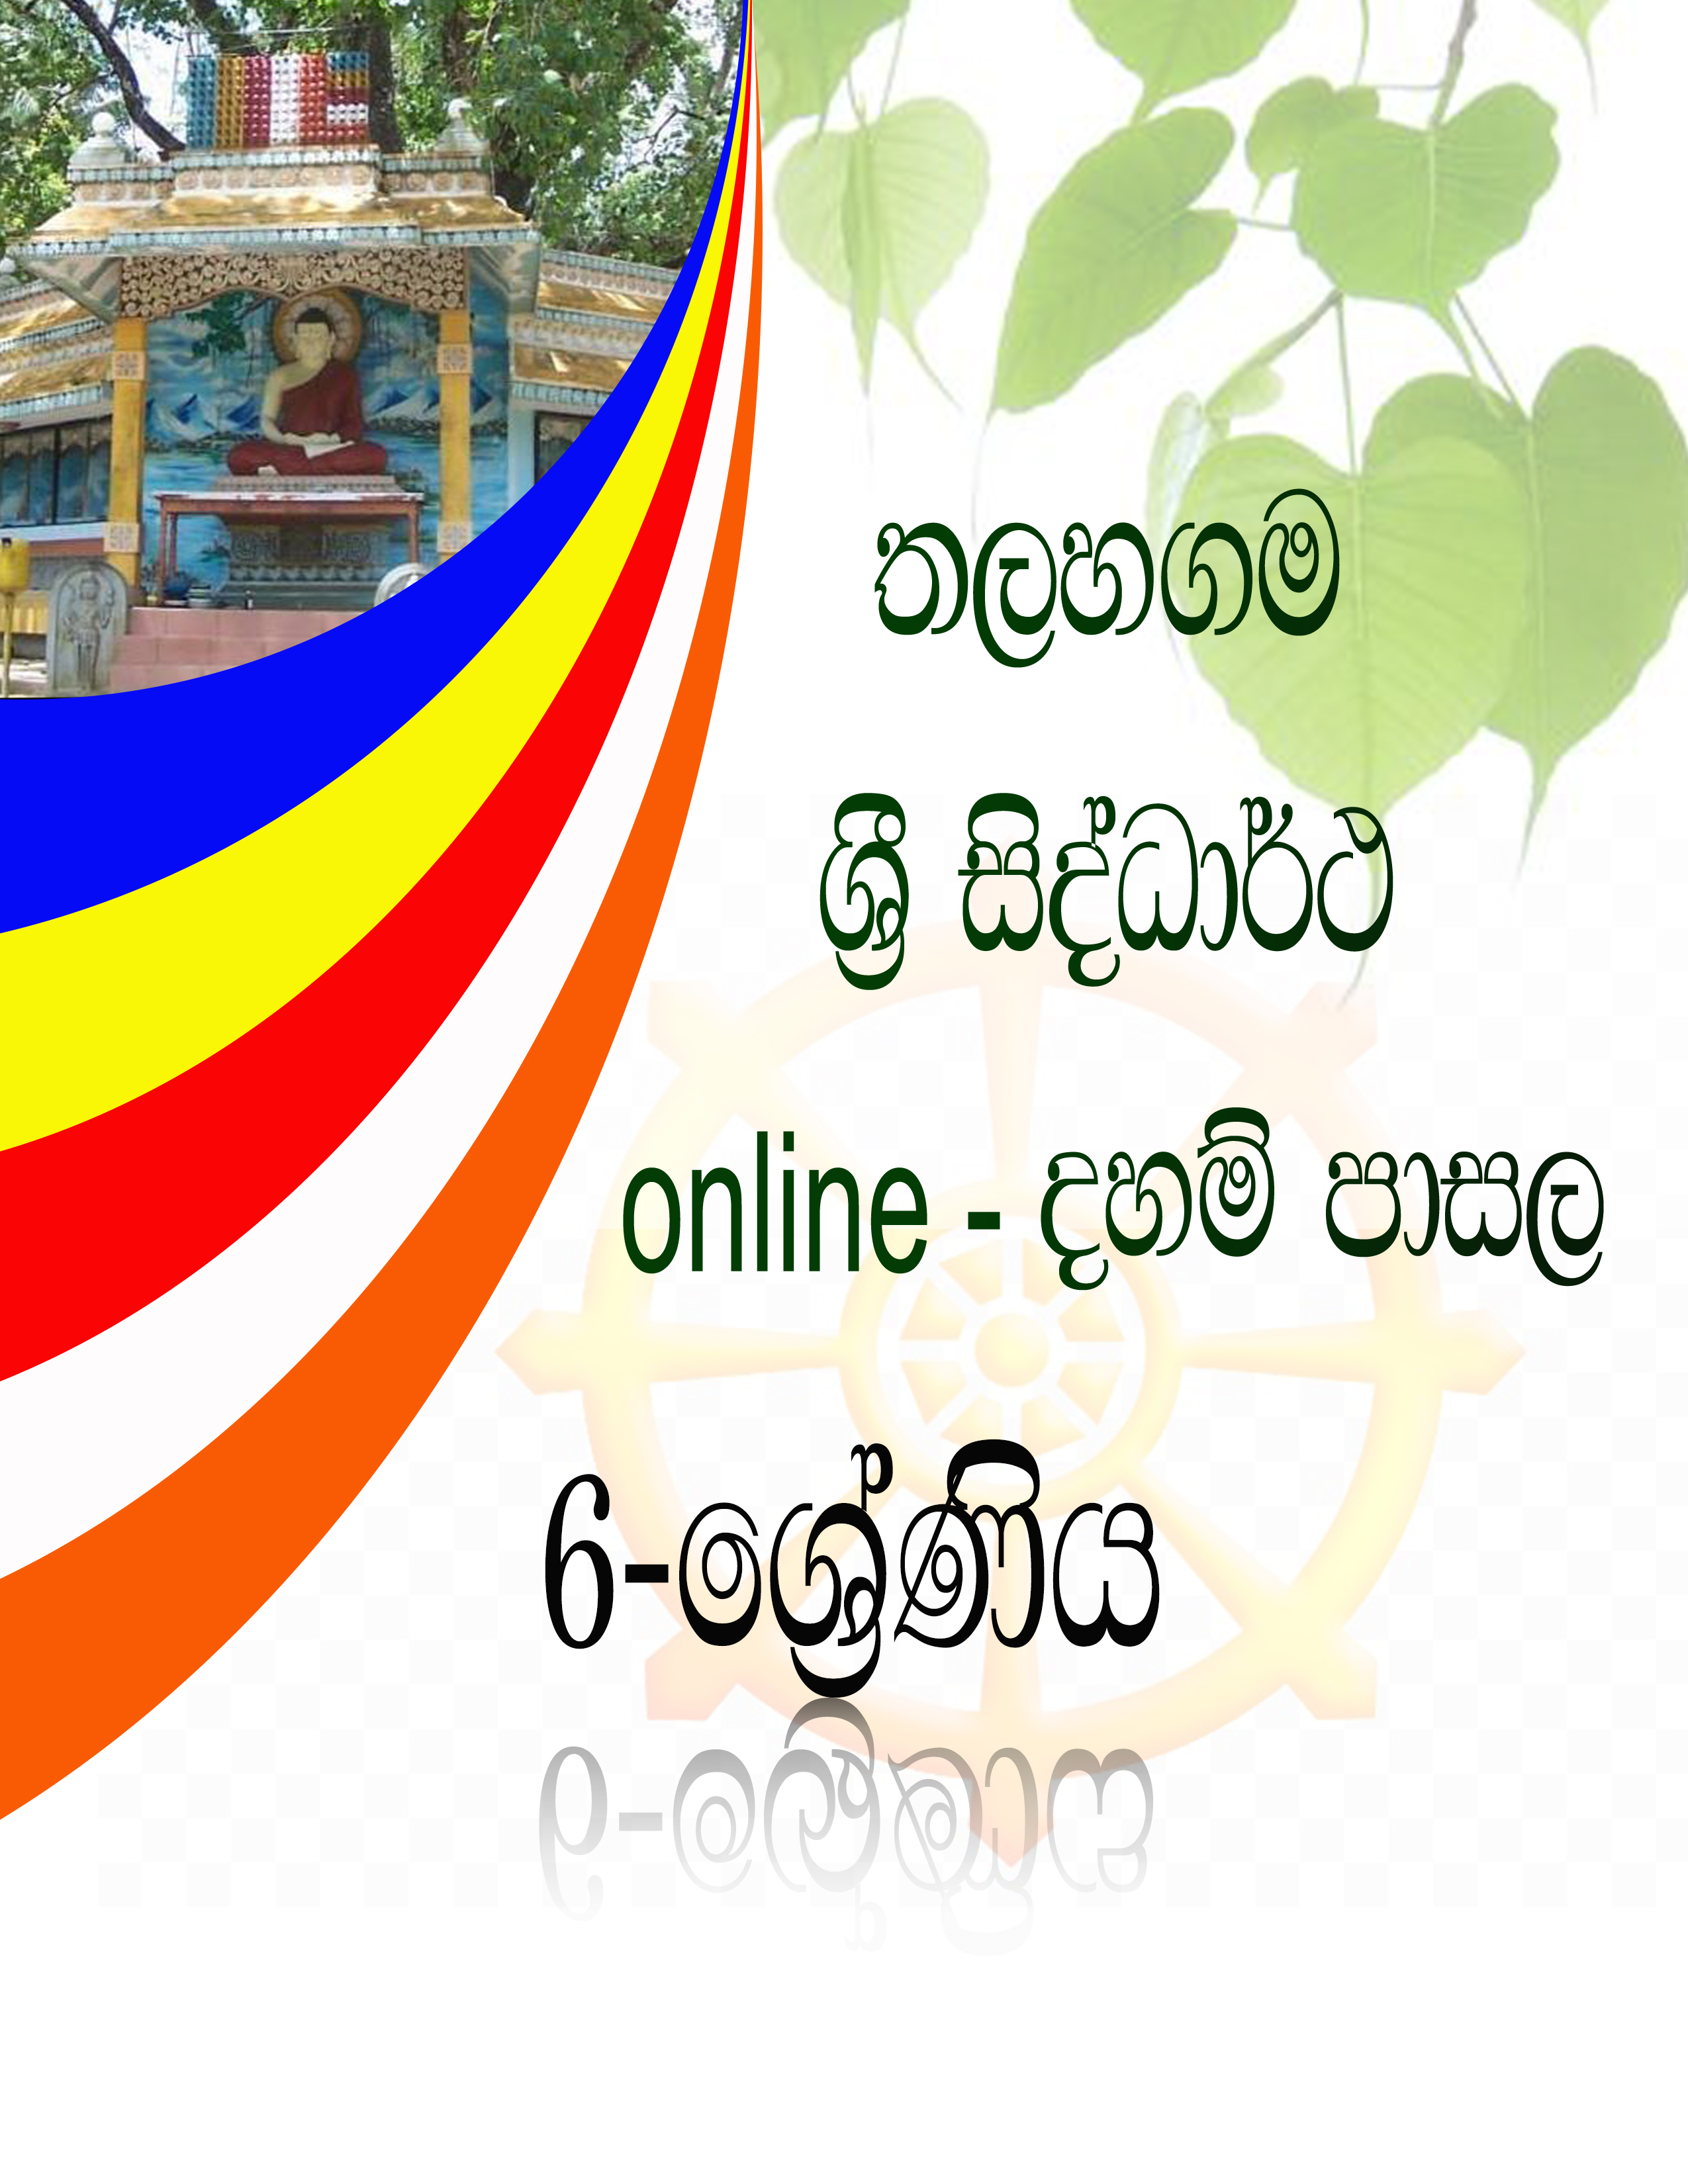 තලහගම
ශ්‍රී සිද්ධාර්ථ
online - දහම් පාසල
6-ශ්‍රේණිය